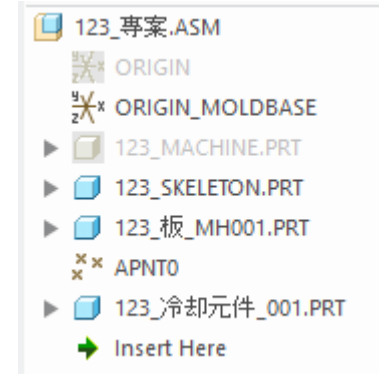 123_專案.ASM
ORIGIN
ORIGIN_MOLDBASE
123_MACHINE.PRT
123_SKELETON.PRT
123_板_MH001.PRT
APNT0
123_冷却元件_001.PRT
Insert Here